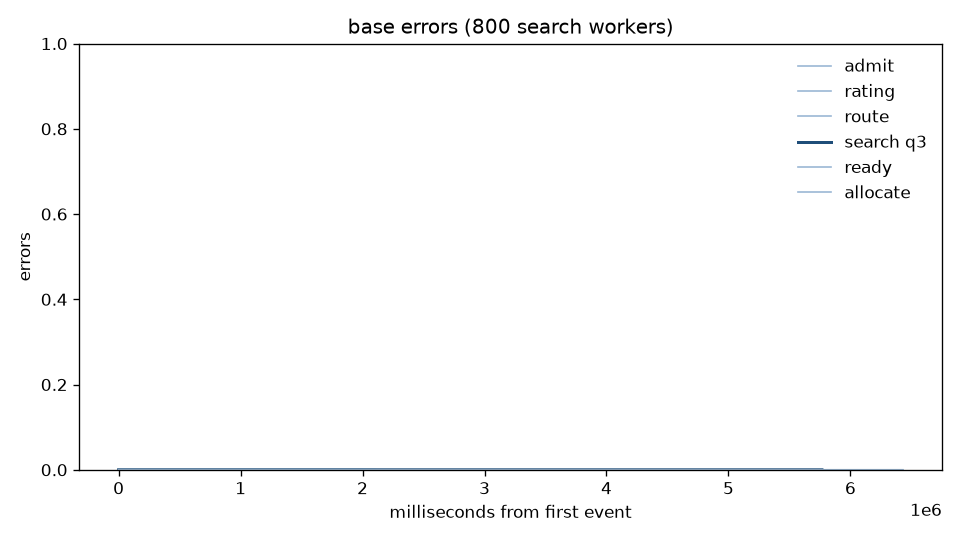 base errors (800 search workers)
1.0
0.8
0.6
0.4
0.2
0.0
errors
admit
rating
route
search q3
ready
allocate
0 1 2 3 4 5 6
1e6
milliseconds from first event